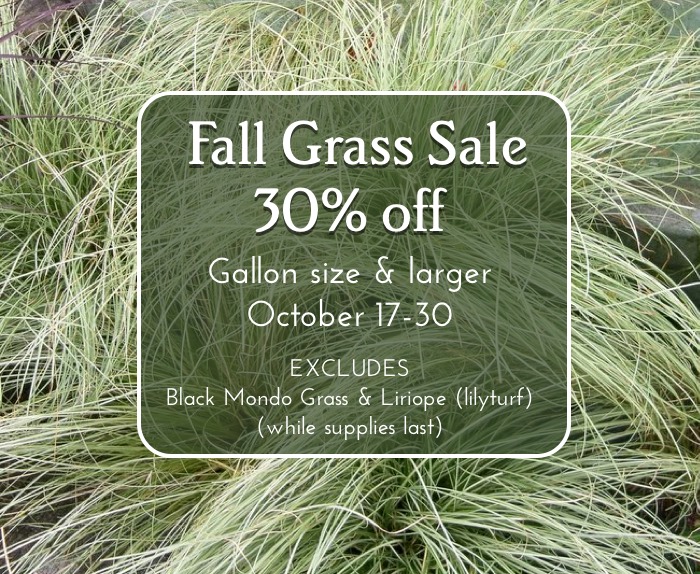 Fall Grass Sale
30% off
Gallon size & larger
October 17-30
EXCLUDES
Black Mondo Grass & Liriope (lilyturf)
(while supplies last)